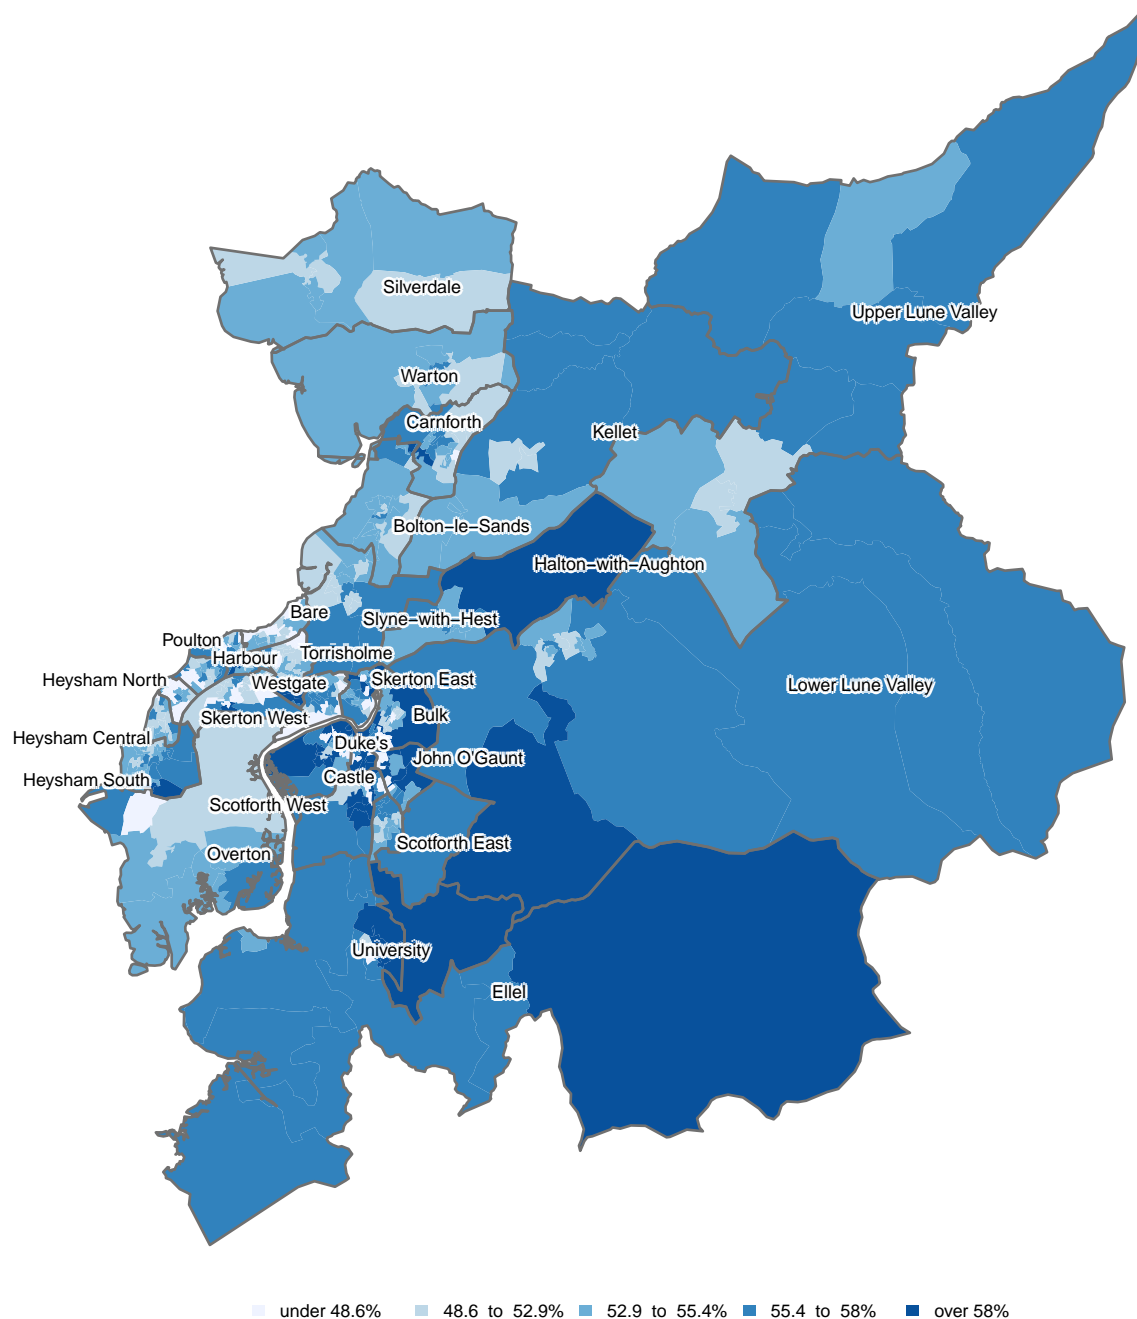 Silverdale
Upper Lune Valley
Warton
Carnforth
Kellet
Bolton−le−Sands
Halton−with−Aughton
Bare
Slyne−with−Hest
Poulton
Harbour
Torrisholme
Heysham North
Westgate
Skerton East
Lower Lune Valley
Skerton West
Bulk
Heysham Central
Duke's
John O'Gaunt
Heysham South
Castle
Scotforth West
Scotforth East
Overton
University
Ellel
under 48.6%
48.6 to 52.9%
52.9 to 55.4%
55.4 to 58%
over 58%